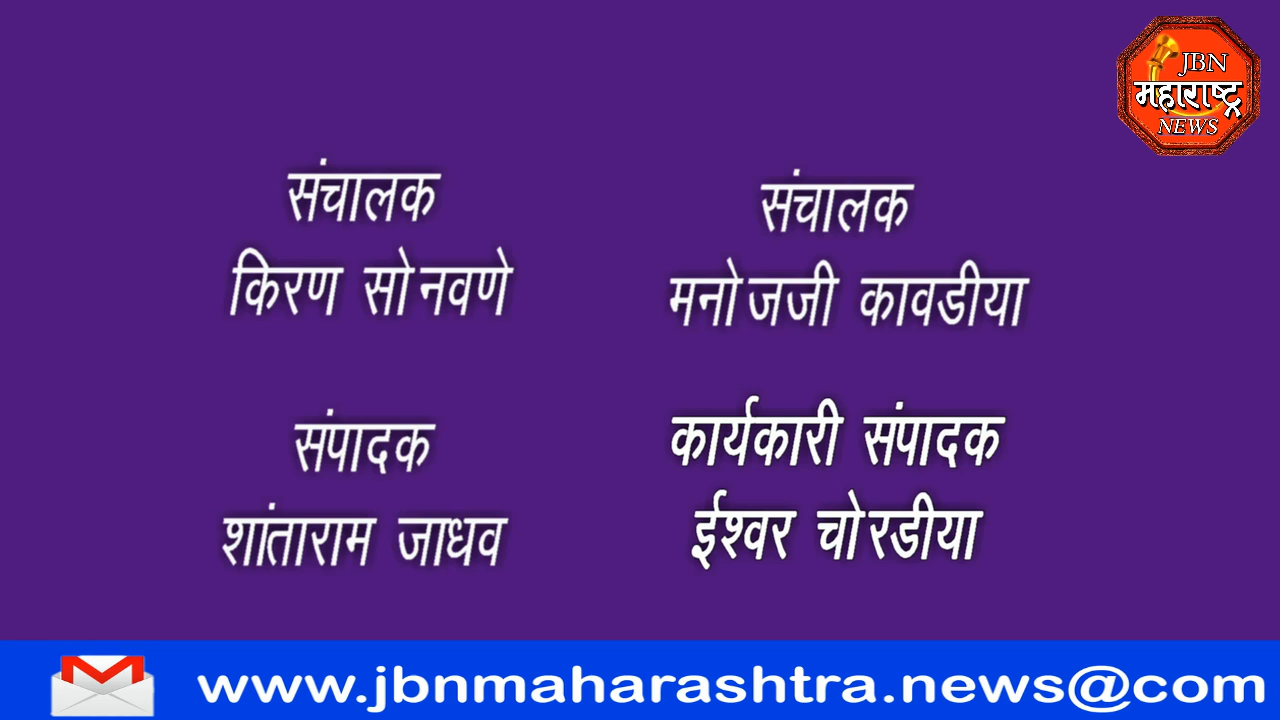 JBN
महाराष्ट्र
NEWS
संचालक
किरण सोनवणे
संचालक
मनोजजी कावडीया
संपादक
शांताराम जाधव
कार्यकारी संपादक
ईश्वर चोरडीया
www.jbnmaharashtra.news@com